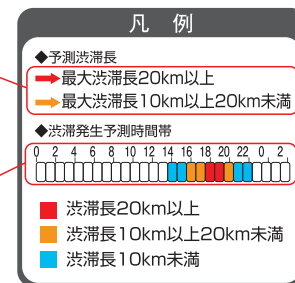 凡 例
◆予測渋滞長
最大渋滞長20km以上
最大渋滞長10km以上20km未満
◆渋滞発生予測時間帯
0 2 4 6 8 10 12 14 16 18 20 22 0 2
渋滞長20km以上
渋滞長10km以上20km未満
渋滞長10km未満